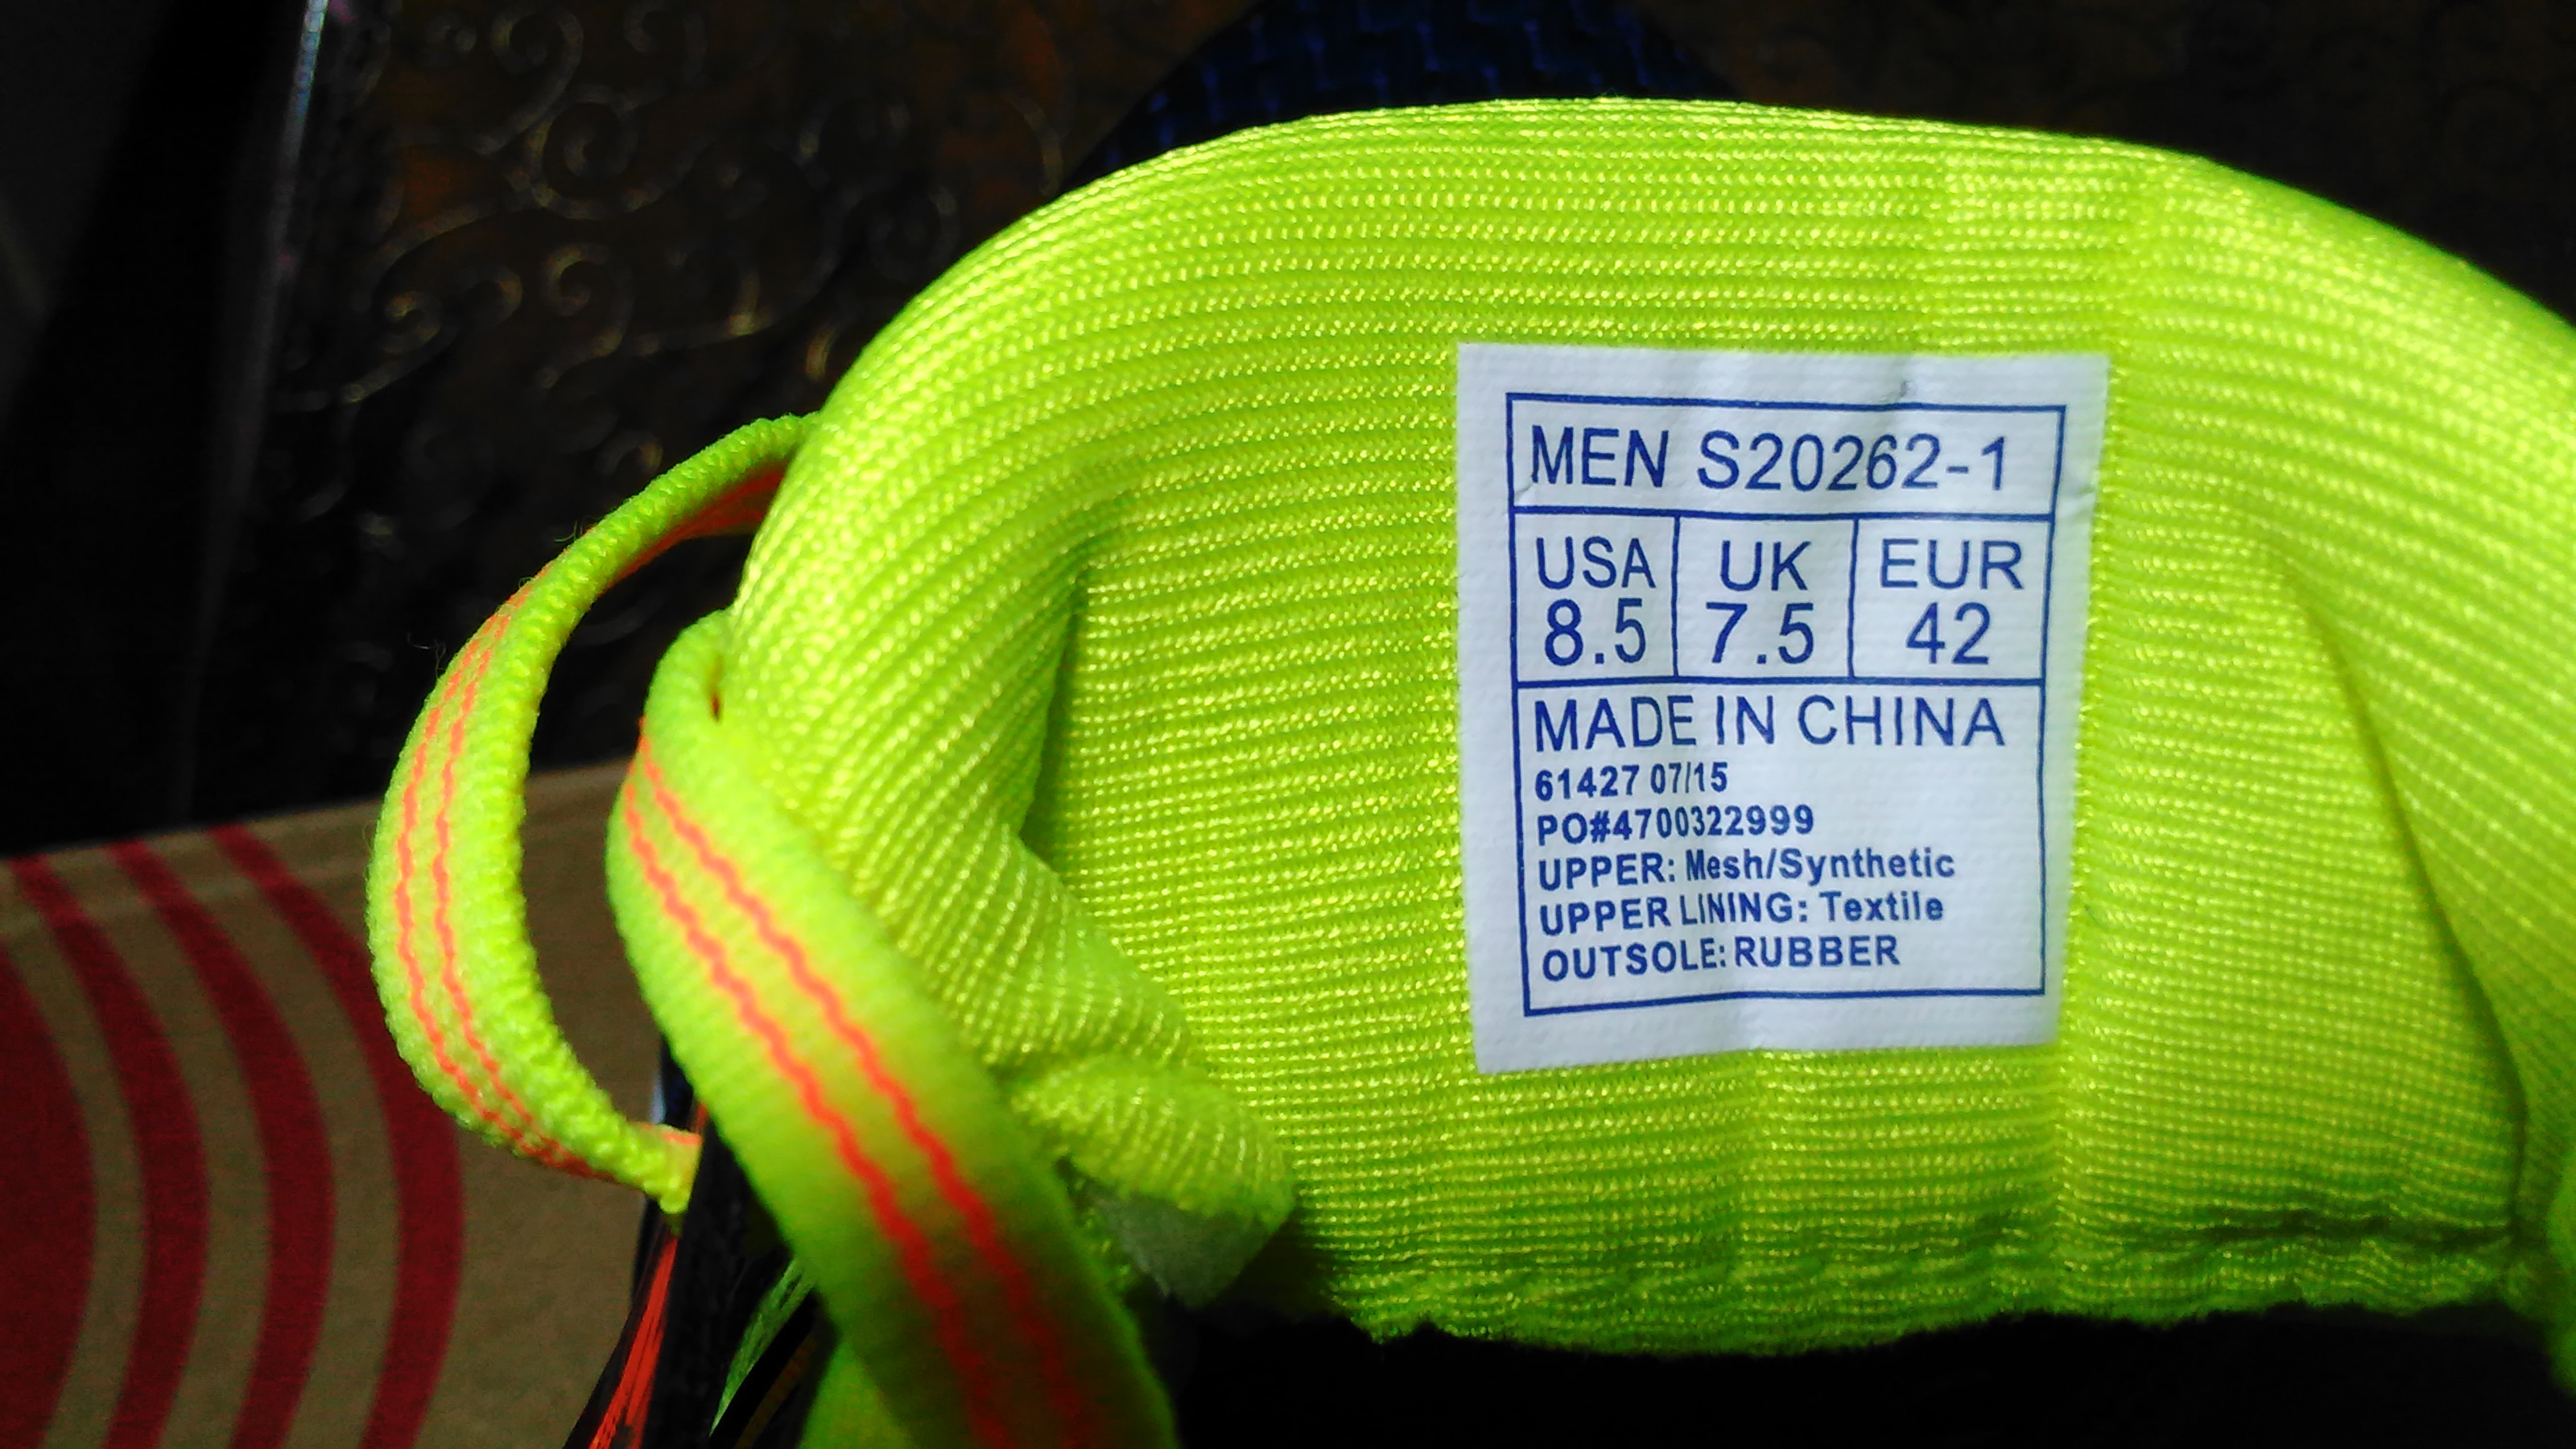 MEN S20262-1
USA UK EUR
8.5 7.5 42
MADE IN CHINA
61427 07/15
PO#4700322999
UPPER: Mesh/Synthetic
UPPER LINING: Textile
OUTSOLE: RUBBER